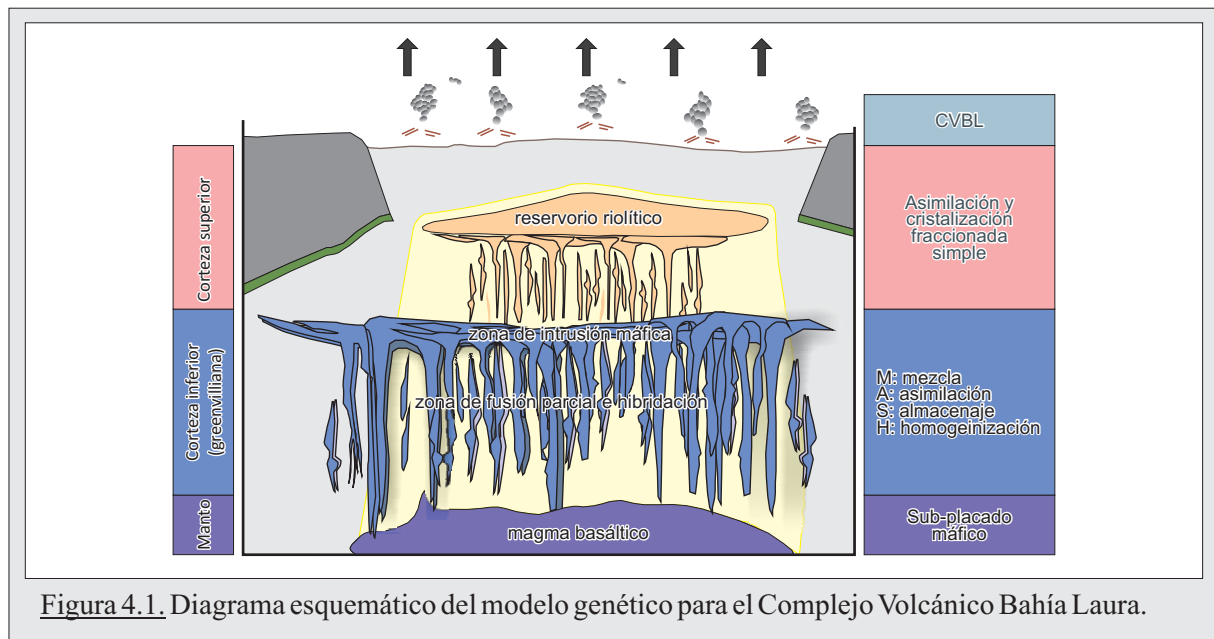 CVBL
Corteza superior
reservorio riolítico
Asimilación y
cristalización
fraccionada
simple
Corteza inferior
(greenvilliana)
zona de intrusión máfica
zona de fusión parcial e hibridación
M: mezcla
A: asimilación
S: almacenaje
H: homogeinización
Manto
magma basáltico
Sub-placado
máfico
Figura 4.1. Diagrama esquemático del modelo genético para el Complejo Volcánico Bahía Laura.